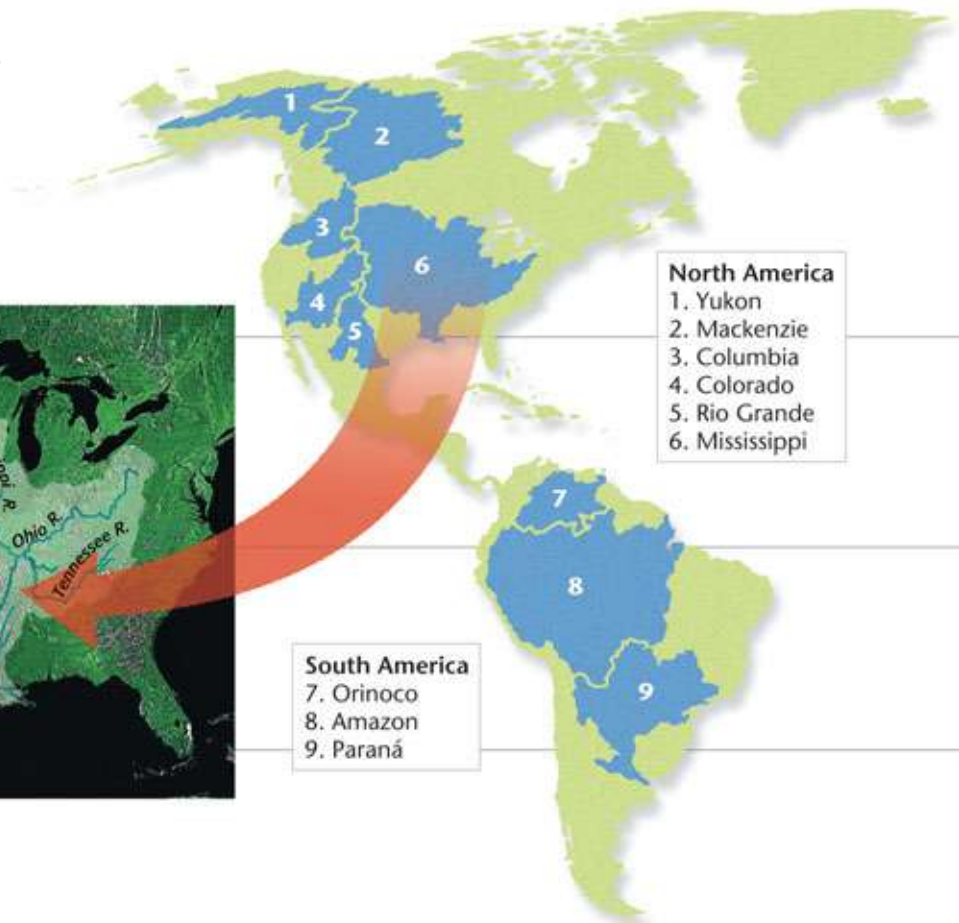 1
2
3
6
4
5
North America
1. Yukon
2. Mackenzie
3. Columbia
4. Colorado
5. Rio Grande
6. Mississippi
R.
Ohio R.
Tennessee R.
7
8
9
South America
7. Orinoco
8. Amazon
9. Paraná